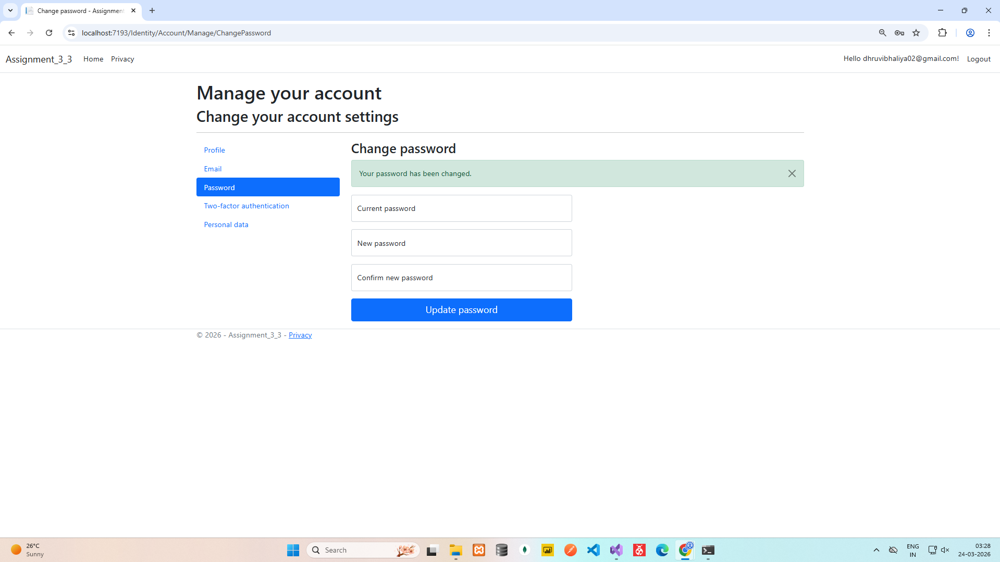 Change password - Assignment
localhost:7193/Identity/Account/Manage/ChangePassword
Assignment_3_3
Home
Privacy
Hello dhruvibhaliya02@gmail.com!
Logout
Manage your account
Change your account settings
Profile
Email
Password
Two-factor authentication
Personal data
Change password
Your password has been changed.
Current password
New password
Confirm new password
Update password
© 2026 - Assignment_3_3 - Privacy
26°C
Sunny
Search
ENG
IN
03:28
24-03-2026